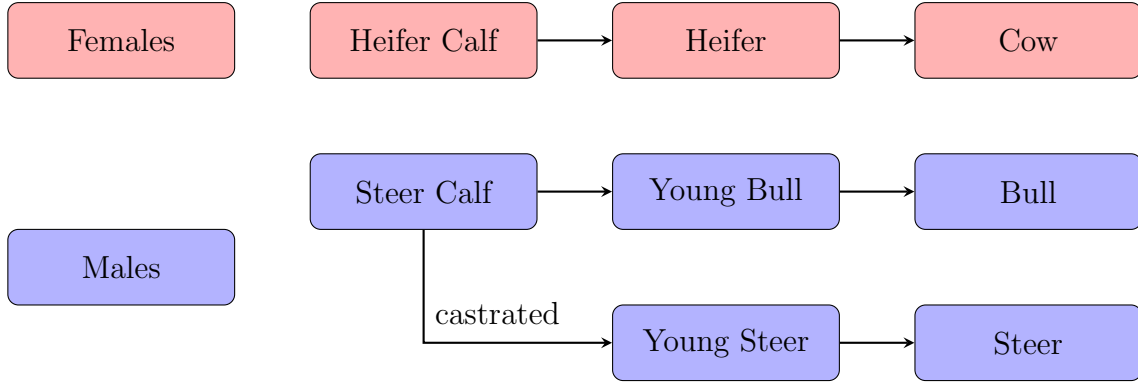 Females
Heifer Calf
Heifer
Cow
Steer Calf
Young Bull
Bull
Males
castrated
Young Steer
Steer